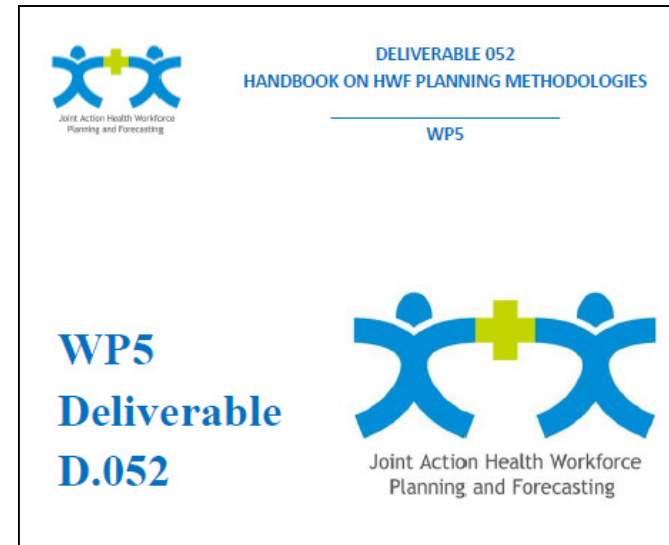 DELIVERABLE 052
HANDBOOK ON HWF PLANNING METHODOLOGIES
WP5
Joint Action Health Workforce
Planning and Forecasting
WP5
Deliverable
D.052
Joint Action Health Workforce
Planning and Forecasting